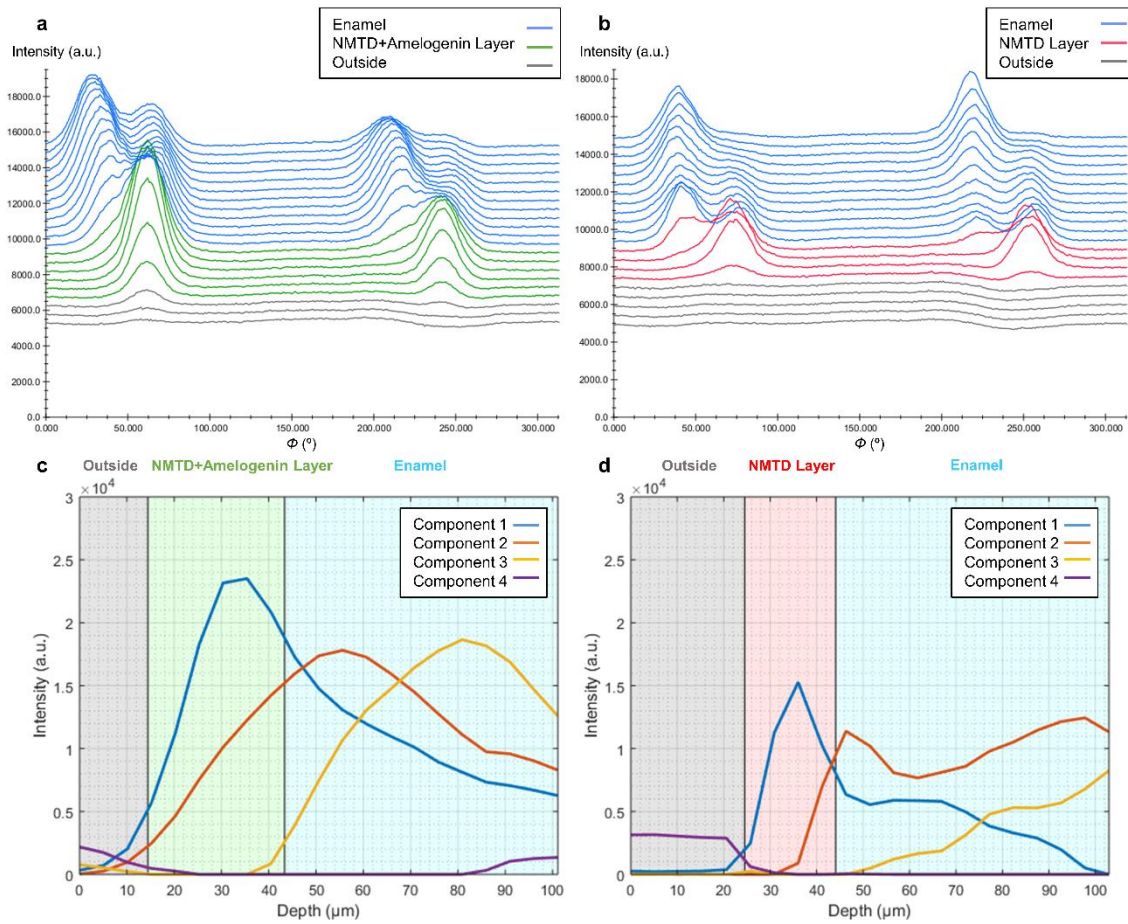 a
Enamel
NMTD+Amelogenin Layer
Outside
Intensity (a.u.)
18000.0
16000.0
14000.0
12000.0
10000.0
8000.0
6000.0
4000.0
2000.0
0.0
0.000 50.000 100.000 150.000 200.000 250.000 300.000
Φ (º)
b
Enamel
NMTD Layer
Outside
Intensity (a.u.)
18000.0
16000.0
14000.0
12000.0
10000.0
8000.0
6000.0
4000.0
2000.0
0.0
0.000 50.000 100.000 150.000 200.000 250.000 300.000
Φ (º)
c
Outside NMTD+Amelogenin Layer Enamel
×10⁴
Component 1
Component 2
Component 3
Component 4
Intensity (a.u.)
3
2.5
2
1.5
1
0.5
0
0 10 20 30 40 50 60 70 80 90 100
Depth (µm)
d
Outside NMTD Layer Enamel
×10⁴
Component 1
Component 2
Component 3
Component 4
Intensity (a.u.)
3
2.5
2
1.5
1
0.5
0
0 10 20 30 40 50 60 70 80 90 100
Depth (µm)